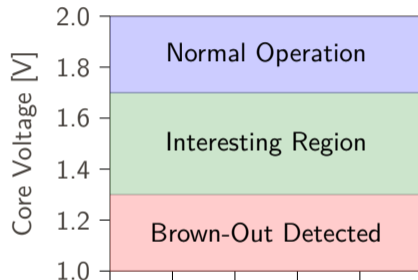 2.0
Normal Operation
1.8
1.6
Interesting Region
1.4
1.2
Brown-Out Detected
1.0
Core Voltage [V]